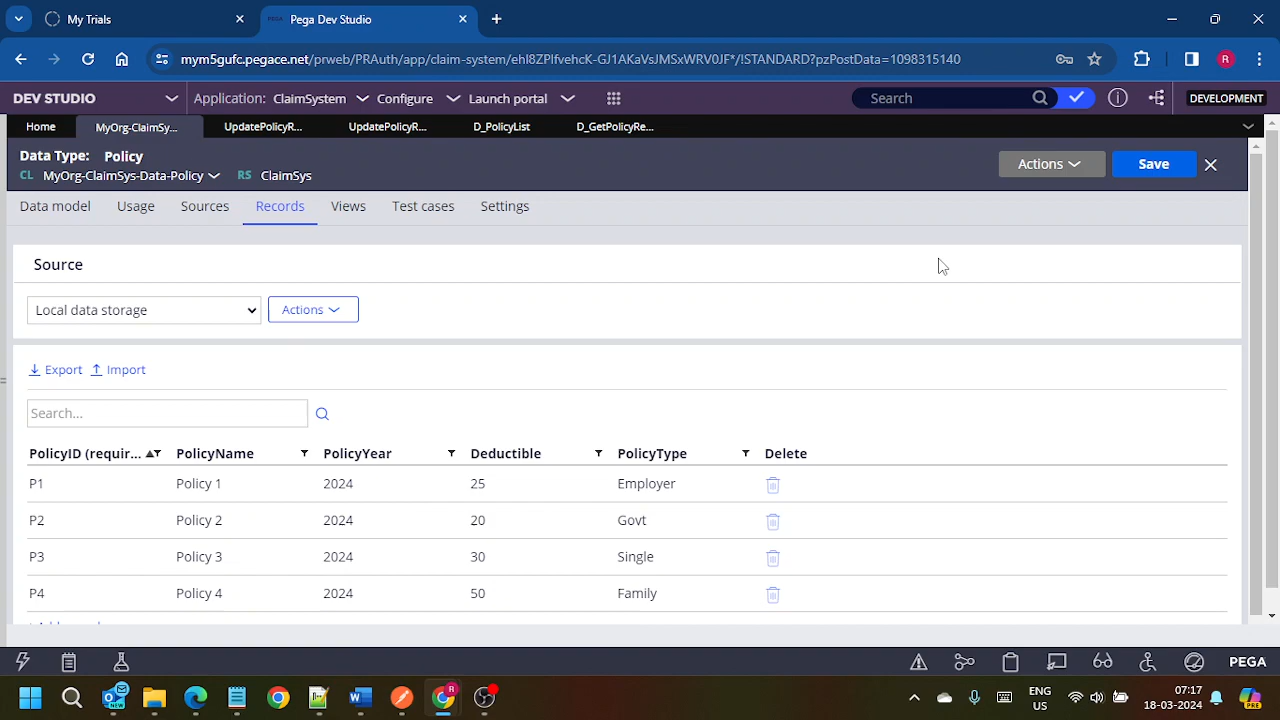 My Trials
PEGA Pega Dev Studio
mym5gufc.pegace.net/prweb/PRAuth/app/claim-system/ehl8ZPlfvehcK-GJ1AKaVsJMSxWRV0JF*/!STANDARD?pzPostData=1098315140
R
DEV STUDIO Application: ClaimSystem Configure Launch portal Search DEVELOPMENT
Home MyOrg-ClaimSy... UpdatePolicyR... UpdatePolicyR... D_PolicyList D_GetPolicyRe...
Data Type: Policy
CL MyOrg-ClaimSys-Data-Policy RS ClaimSys
Actions Save
Data model Usage Sources Records Views Test cases Settings
Source
Local data storage Actions
Export Import
Search...
PolicyID (requir... PolicyName PolicyYear Deductible PolicyType Delete
P1 Policy 1 2024 25 Employer
P2 Policy 2 2024 20 Govt
P3 Policy 3 2024 30 Single
P4 Policy 4 2024 50 Family
PEGA
NEW R ENG 07:17
US 18-03-2024 PRE